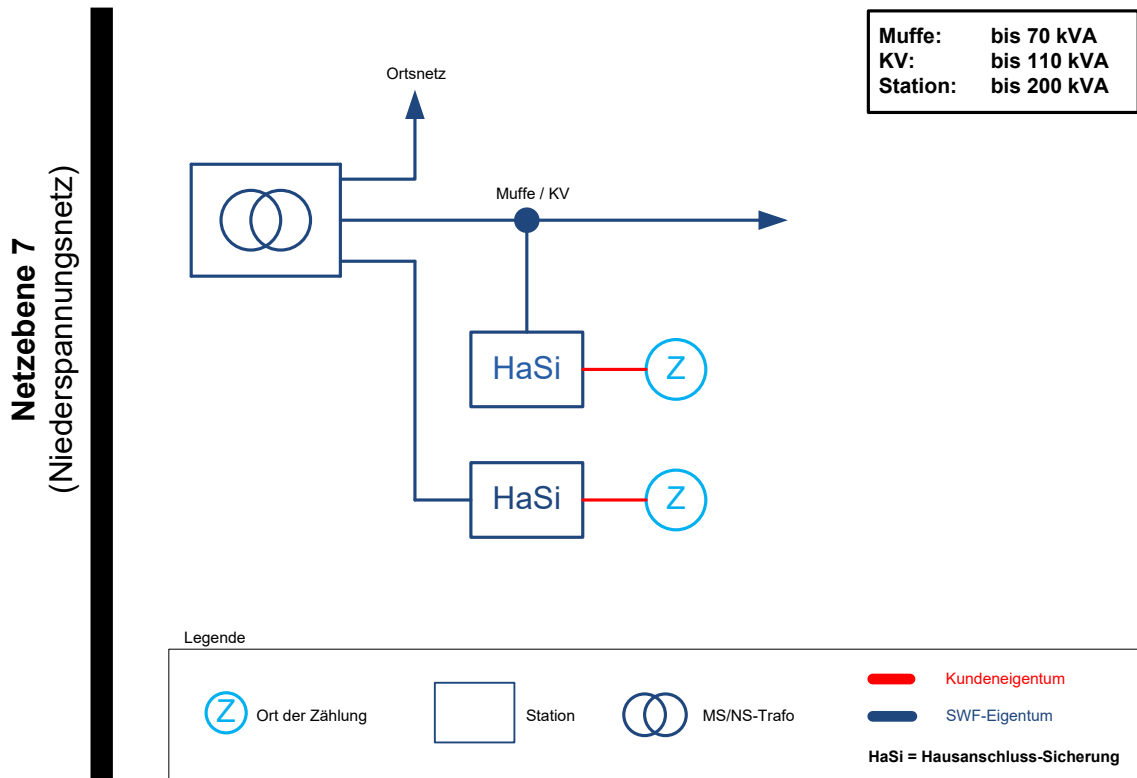 Muffe: bis 70 kVA
KV: bis 110 kVA
Station: bis 200 kVA
Netzebene 7
(Niederspannungsnetz)
Ortsnetz
Muffe / KV
HaSi
Z
HaSi
Z
Legende
Z Ort der Zählung
Station
MS/NS-Trafo
Kundeneigentum
SWF-Eigentum
HaSi = Hausanschluss-Sicherung